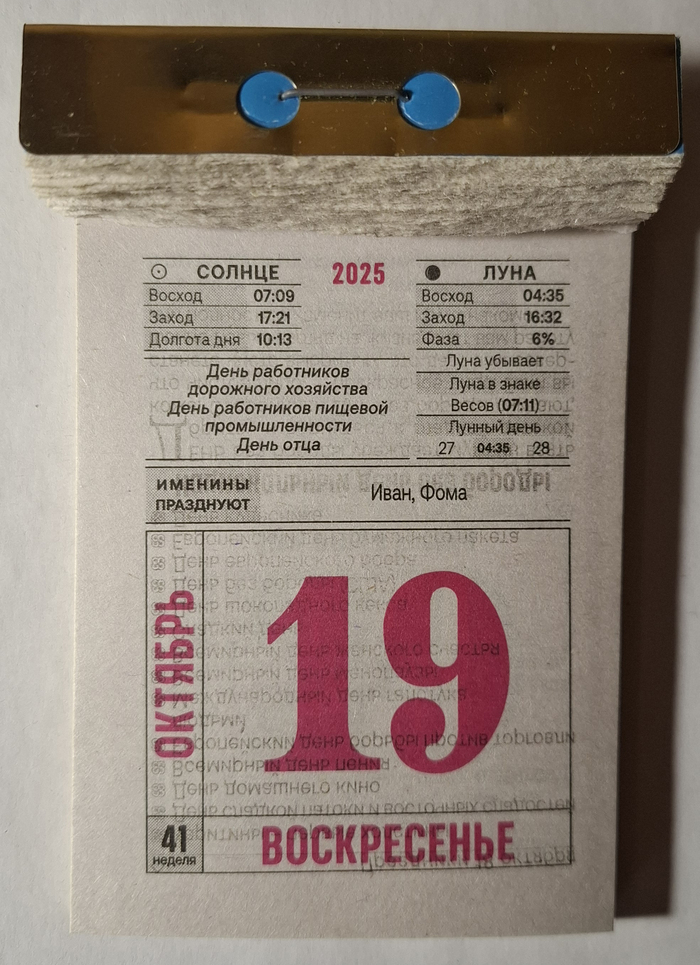 СОЛНЦЕ
Восход 07:09
Заход 17:21
Долгота дня 10:13
2025
ЛУНА
Восход 04:35
Заход 16:32
Фаза 6%
Луна убывает
Луна в знаке
Весов (07:11)
Лунный день
27 04:35 28
День работников
дорожного хозяйства
День работников пищевой
промышленности
День отца
ИМЕНИНЫ
ПРАЗДНУЮТ
Иван, Фома
ОКТЯБРЬ
19
41
неделя
ВОСКРЕСЕНЬЕ